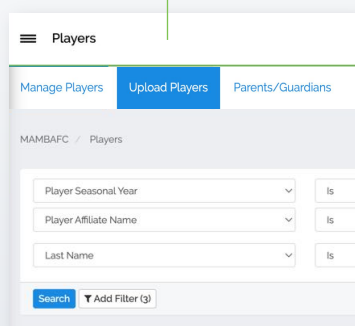 Players
Manage Players Upload Players Parents/Guardians
MAMBAFC / Players
Player Seasonal Year Is
Player Affiliate Name Is
Last Name Is
Search Add Filter (3)